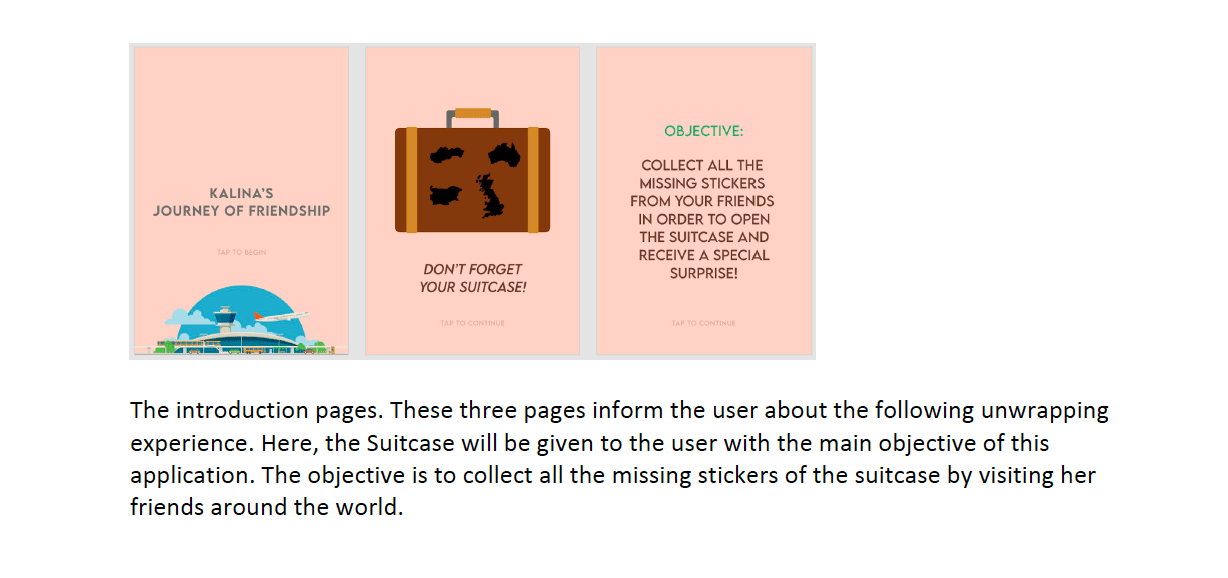 KALINA'S
JOURNEY OF FRIENDSHIP
TAP TO BEGIN
DON'T FORGET
YOUR SUITCASE!
TAP TO CONTINUE
OBJECTIVE:
COLLECT ALL THE
MISSING STICKERS
FROM YOUR FRIENDS
IN ORDER TO OPEN
THE SUITCASE AND
RECEIVE A SPECIAL
SURPRISE!
TAP TO CONTINUE
The introduction pages. These three pages inform the user about the following unwrapping
experience. Here, the Suitcase will be given to the user with the main objective of this
application. The objective is to collect all the missing stickers of the suitcase by visiting her
friends around the world.